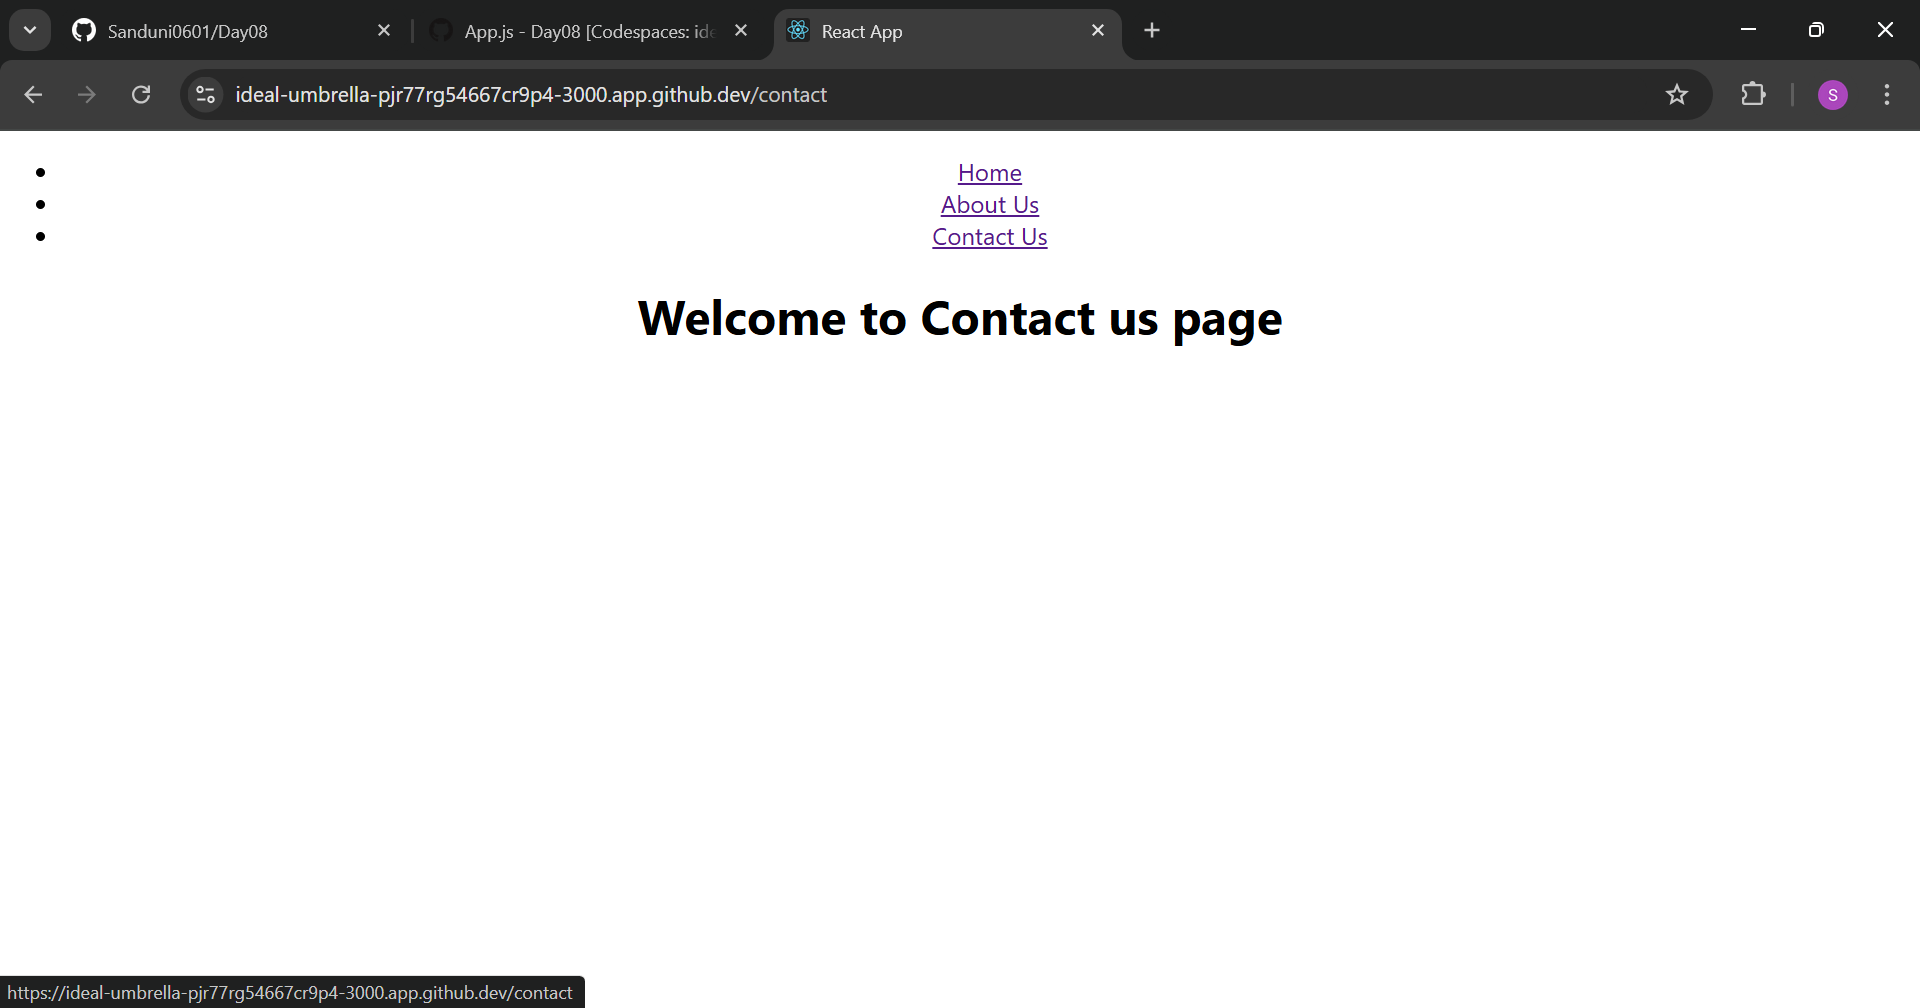 Sanduni0601/Day08
App.js - Day08 [Codespaces: ide
React App
ideal-umbrella-pjr77rg54667cr9p4-3000.app.github.dev/contact
S
Home
About Us
Contact Us
Welcome to Contact us page
https://ideal-umbrella-pjr77rg54667cr9p4-3000.app.github.dev/contact